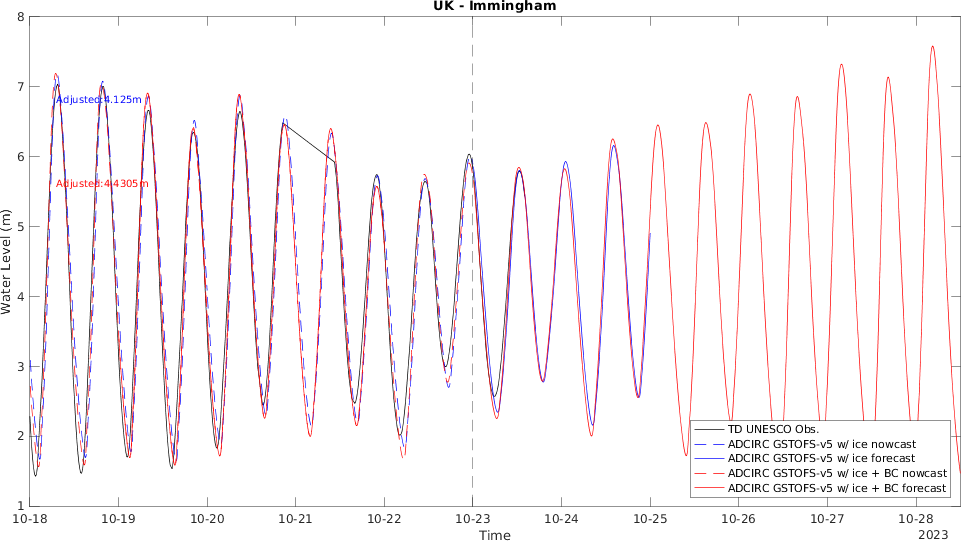 UK - Immingham
8
7
6
5
4
3
2
1
Water Level (m)
Adjusted:4.125m
Adjusted:4.4305m
TD UNESCO Obs.
ADCIRC GSTOFS-v5 w/ ice nowcast
ADCIRC GSTOFS-v5 w/ ice forecast
ADCIRC GSTOFS-v5 w/ ice + BC nowcast
ADCIRC GSTOFS-v5 w/ ice + BC forecast
10-18 10-19 10-20 10-21 10-22 10-23 10-24 10-25 10-26 10-27 10-28
Time
2023